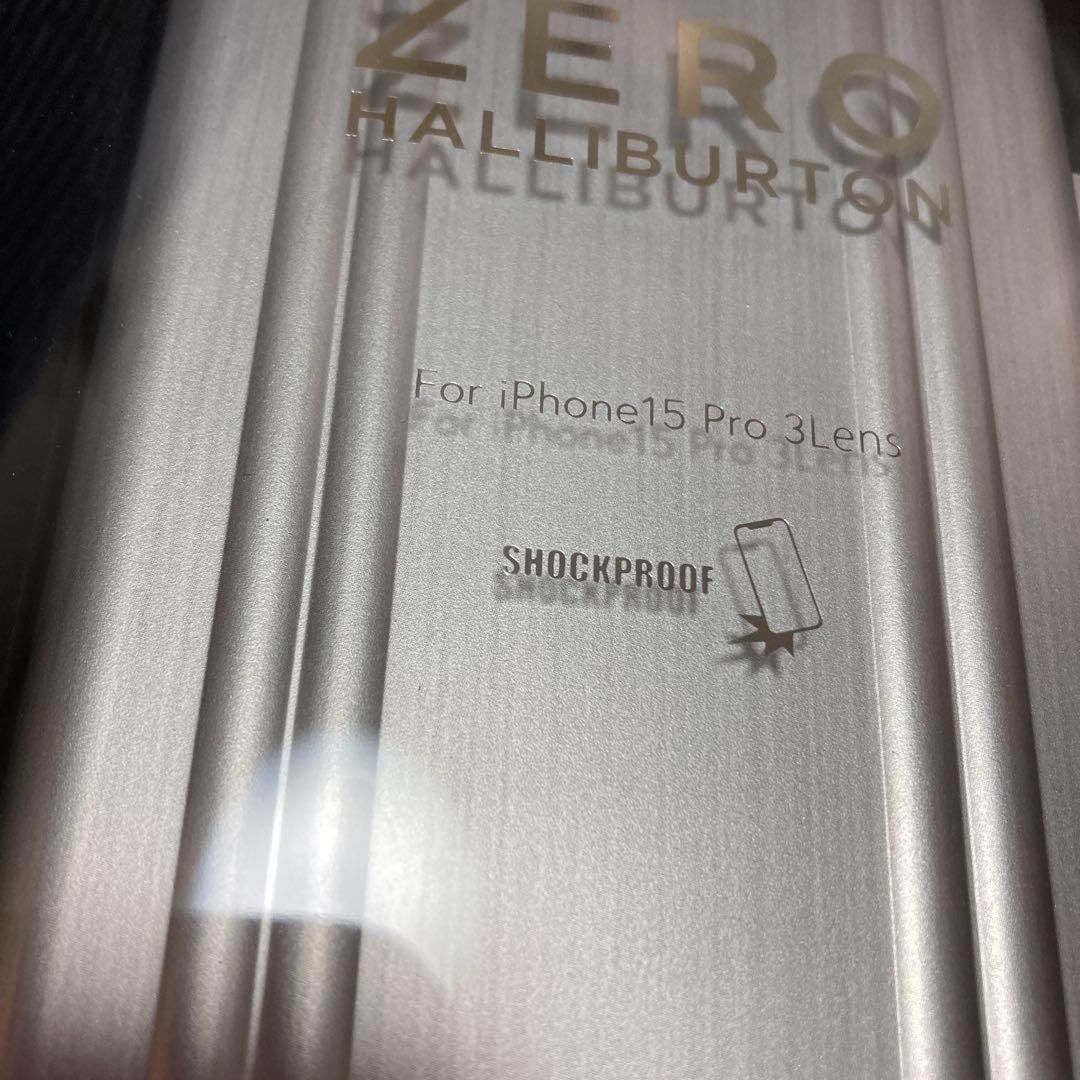 ZERO
HALLIBURTON
For iPhone15 Pro 3Lens
SHOCKPROOF